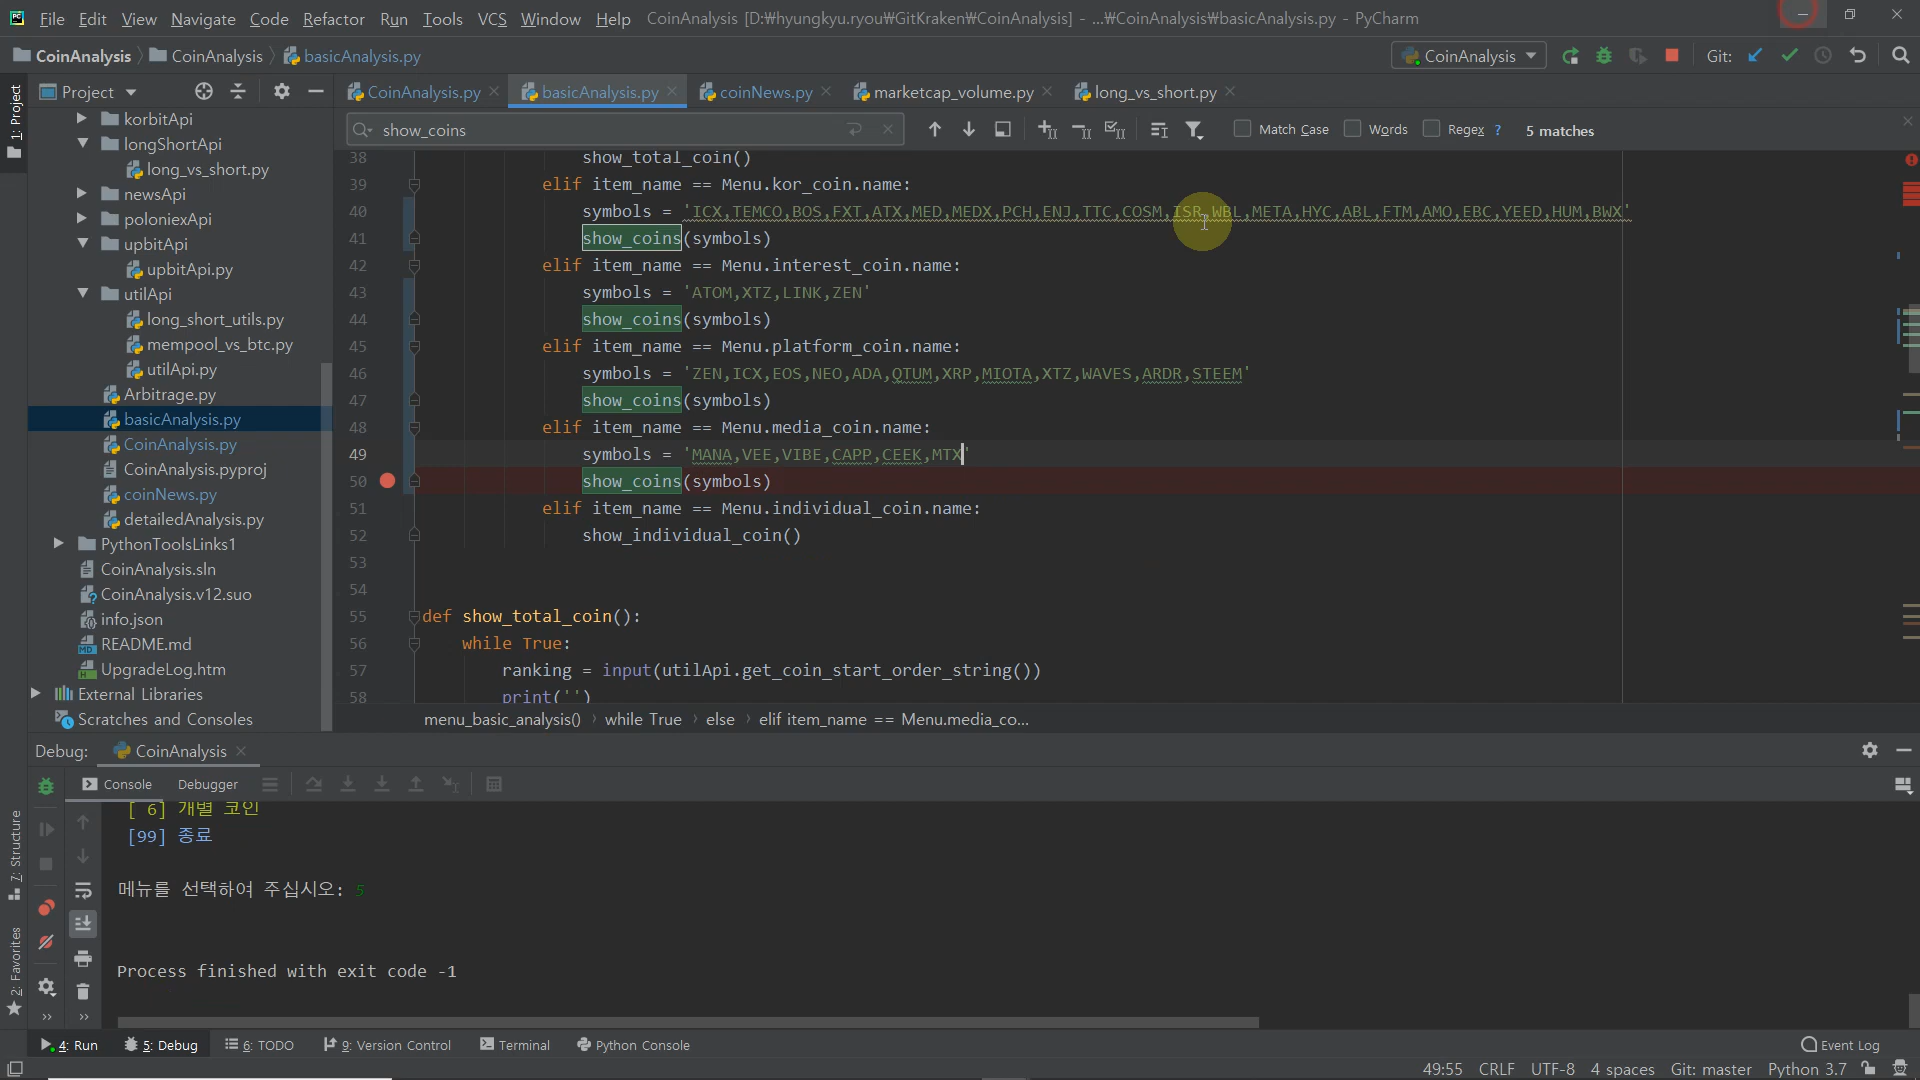 File Edit View Navigate Code Refactor Run Tools VCS Window Help CoinAnalysis [D:₩hyungkyu.ryou₩GitKraken₩CoinAnalysis] - ...₩CoinAnalysis₩basicAnalysis.py - PyCharm
CoinAnalysis CoinAnalysis basicAnalysis.py CoinAnalysis Git:
1: Project
Project
CoinAnalysis.py basicAnalysis.py coinNews.py marketcap_volume.py long_vs_short.py
korbitApi
longShortApi
long_vs_short.py
newsApi
poloniexApi
upbitApi
upbitApi.py
utilApi
long_short_utils.py
mempool_vs_btc.py
utilApi.py
Arbitrage.py
basicAnalysis.py
CoinAnalysis.py
CoinAnalysis.pyproj
coinNews.py
detailedAnalysis.py
PythonToolsLinks1
CoinAnalysis.sln
CoinAnalysis.v12.suo
info.json
README.md
UpgradeLog.htm
External Libraries
Scratches and Consoles
show_coins Match Case Words Regex ? 5 matches
38 show_total_coin()
39 elif item_name == Menu.kor_coin.name:
40 symbols = 'ICX,TEMCO,BOS,FXT,ATX,MED,MEDX,PCH,ENJ,TTC,COSM,ISR,WBL,META,HYC,ABL,FTM,AMO,EBC,YEED,HUM,BWX'
41 show_coins(symbols)
42 elif item_name == Menu.interest_coin.name:
43 symbols = 'ATOM,XTZ,LINK,ZEN'
44 show_coins(symbols)
45 elif item_name == Menu.platform_coin.name:
46 symbols = 'ZEN,ICX,EOS,NEO,ADA,QTUM,XRP,MIOTA,XTZ,WAVES,ARDR,STEEM'
47 show_coins(symbols)
48 elif item_name == Menu.media_coin.name:
49 symbols = 'MANA,VEE,VIBE,CAPP,CEEK,MTX'
50 show_coins(symbols)
51 elif item_name == Menu.individual_coin.name:
52 show_individual_coin()
53
54
55 def show_total_coin():
56 while True:
57 ranking = input(utilApi.get_coin_start_order_string())
58 print('')
menu_basic_analysis() › while True › else › elif item_name == Menu.media_co...
Debug: CoinAnalysis
Console Debugger
[ 6] 개별 코인
[99] 종료
메뉴를 선택하여 주십시오: 5
Process finished with exit code -1
7: Structure
2: Favorites
4: Run 5: Debug 6: TODO 9: Version Control Terminal Python Console Event Log
49:55 CRLF UTF-8 4 spaces Git: master Python 3.7